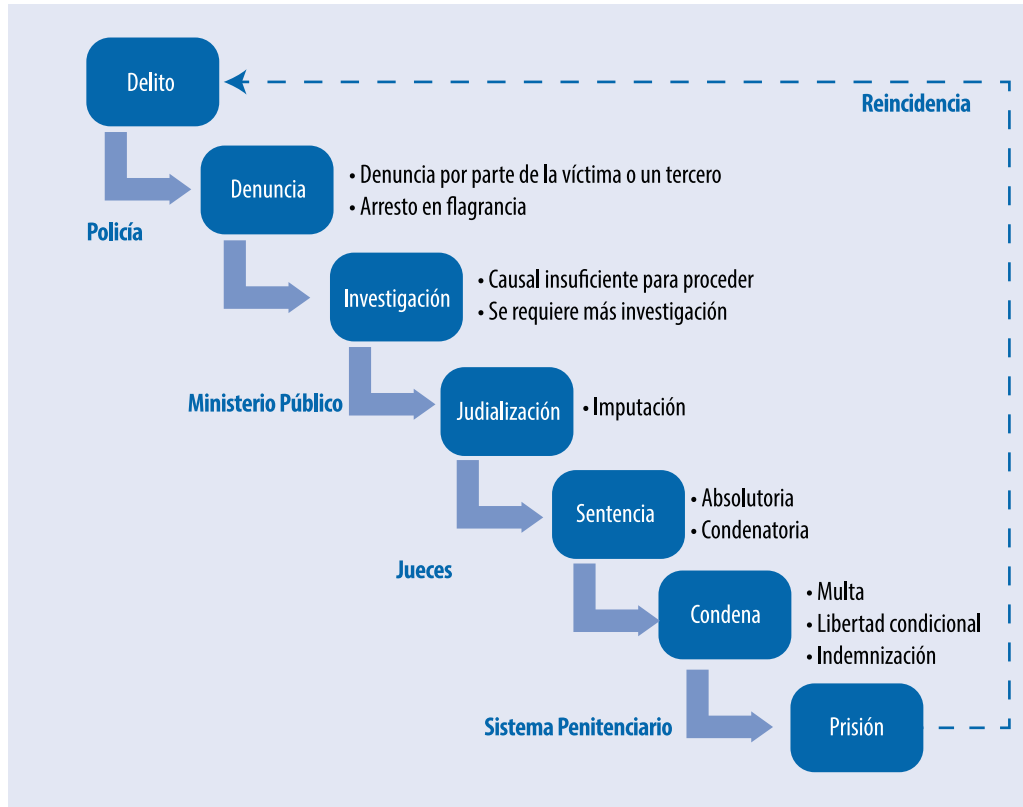 Delito
Reincidencia
Denuncia
• Denuncia por parte de la víctima o un tercero
• Arresto en flagrancia
Policía
Investigación
• Causal insuficiente para proceder
• Se requiere más investigación
Ministerio Público
Judialización
• Imputación
Sentencia
• Absolutoria
• Condenatoria
Jueces
Condena
• Multa
• Libertad condicional
• Indemnización
Sistema Penitenciario
Prisión